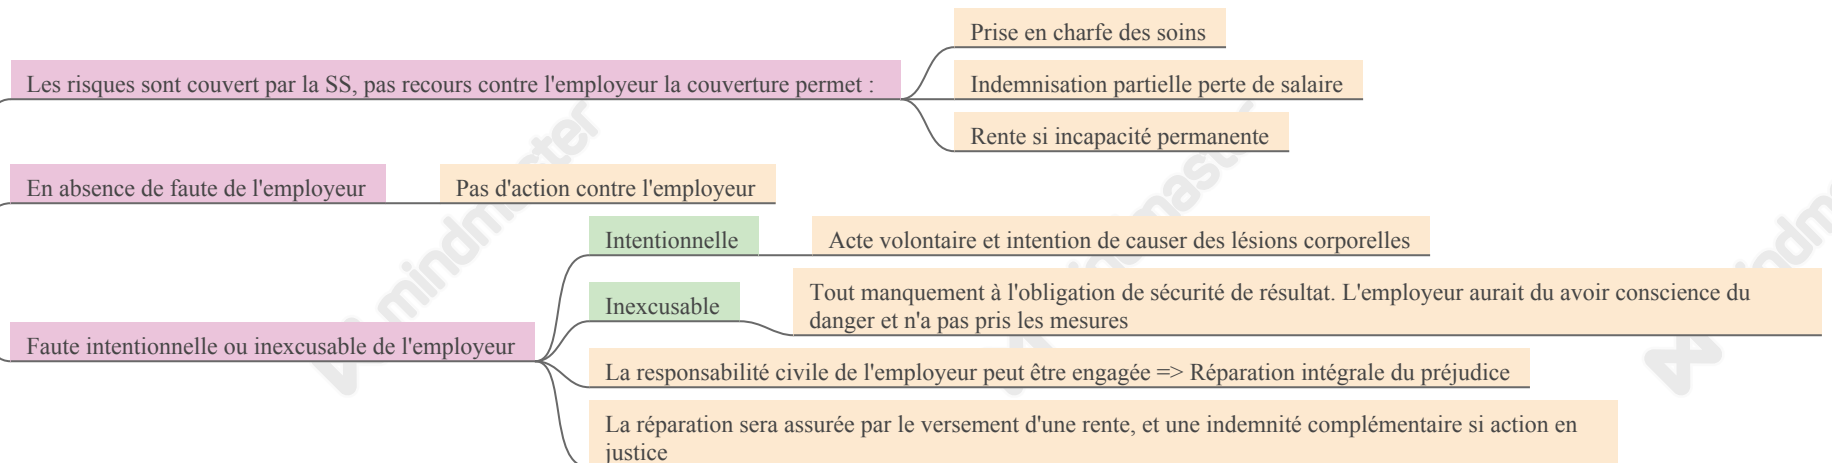 Prise en charfe des soins
Les risques sont couvert par la SS, pas recours contre l'employeur la couverture permet :
Indemnisation partielle perte de salaire
Rente si incapacité permanente
En absence de faute de l'employeur
Pas d'action contre l'employeur
Intentionnelle
Acte volontaire et intention de causer des lésions corporelles
Inexcusable
Tout manquement à l'obligation de sécurité de résultat. L'employeur aurait du avoir conscience du
danger et n'a pas pris les mesures
Faute intentionnelle ou inexcusable de l'employeur
La responsabilité civile de l'employeur peut être engagée => Réparation intégrale du préjudice
La réparation sera assurée par le versement d'une rente, et une indemnité complémentaire si action en
justice
mindmaster
mindmaster